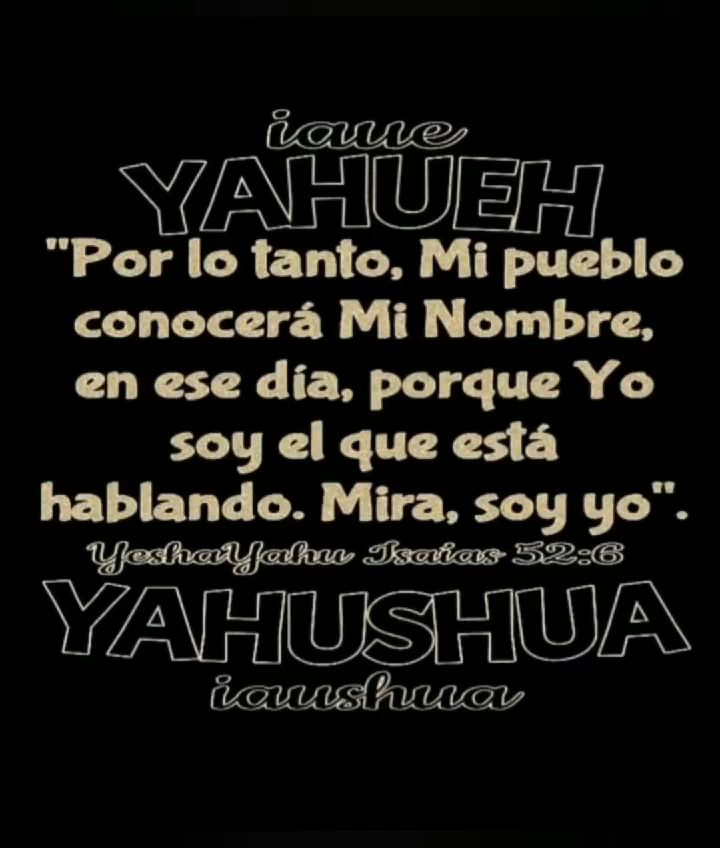 iaue
YAHUEH
"Por lo tanto, Mi pueblo
conocerá Mi Nombre,
en ese día, porque Yo
soy el que está
hablando. Mira, soy yo".
YeshaYahu Isaias 52:6
YAHUSHUA
iaushua